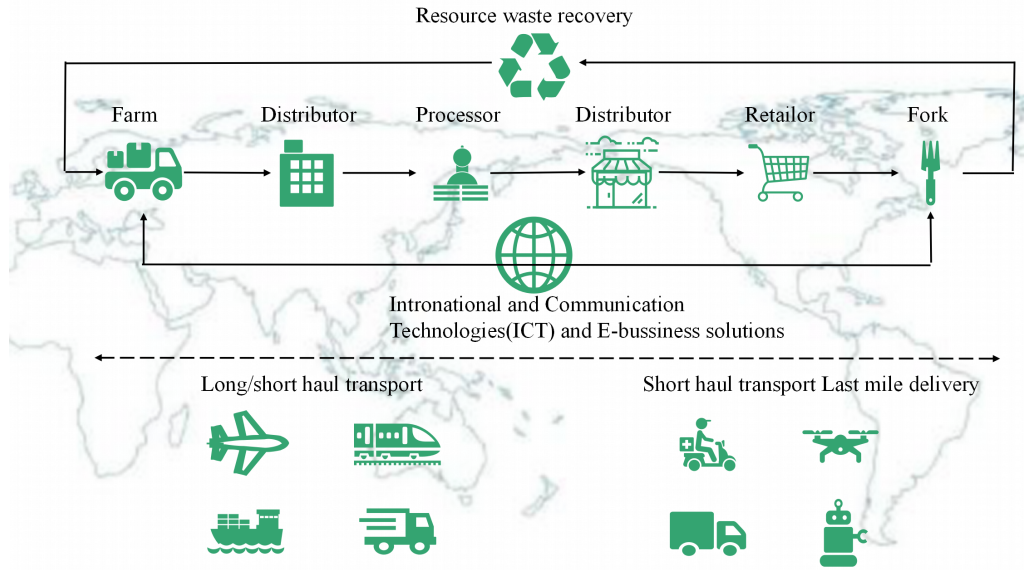 Resource waste recovery
Farm
Distributor
Processor
Distributor
Retailor
Fork
Intronational and Communication
Technologies(ICT) and E-bussiness solutions
Long/short haul transport
Short haul transport Last mile delivery